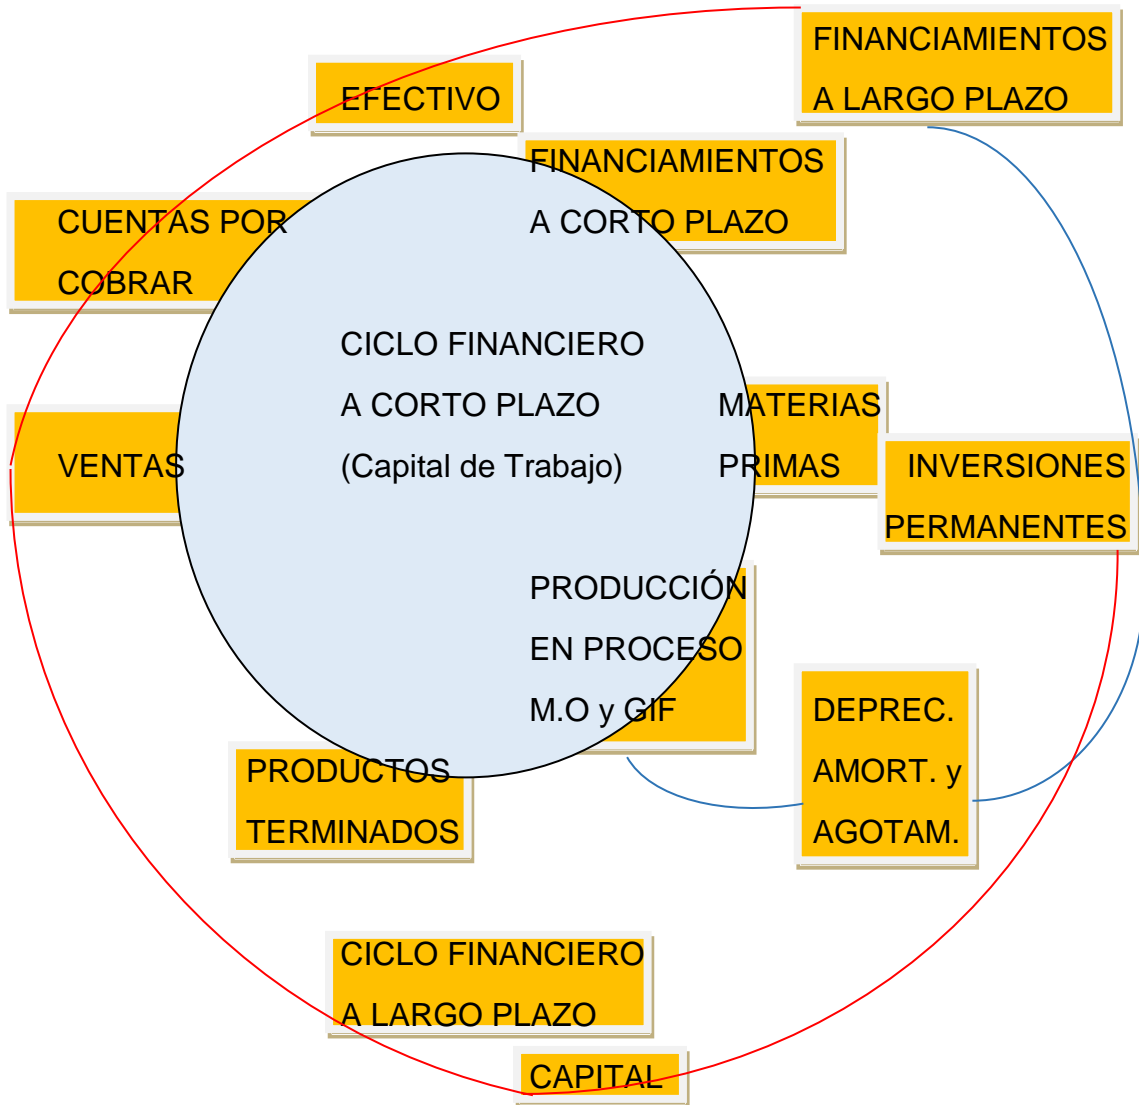 FINANCIAMIENTOS
A LARGO PLAZO
EFECTIVO
FINANCIAMIENTOS
A CORTO PLAZO
CUENTAS POR
COBRAR
CICLO FINANCIERO
A CORTO PLAZO
(Capital de Trabajo)
MATERIAS
PRIMAS
VENTAS
INVERSIONES
PERMANENTES
PRODUCCIÓN
EN PROCESO
M.O y GIF
DEPREC.
AMORT. y
AGOTAM.
PRODUCTOS
TERMINADOS
CICLO FINANCIERO
A LARGO PLAZO
CAPITAL